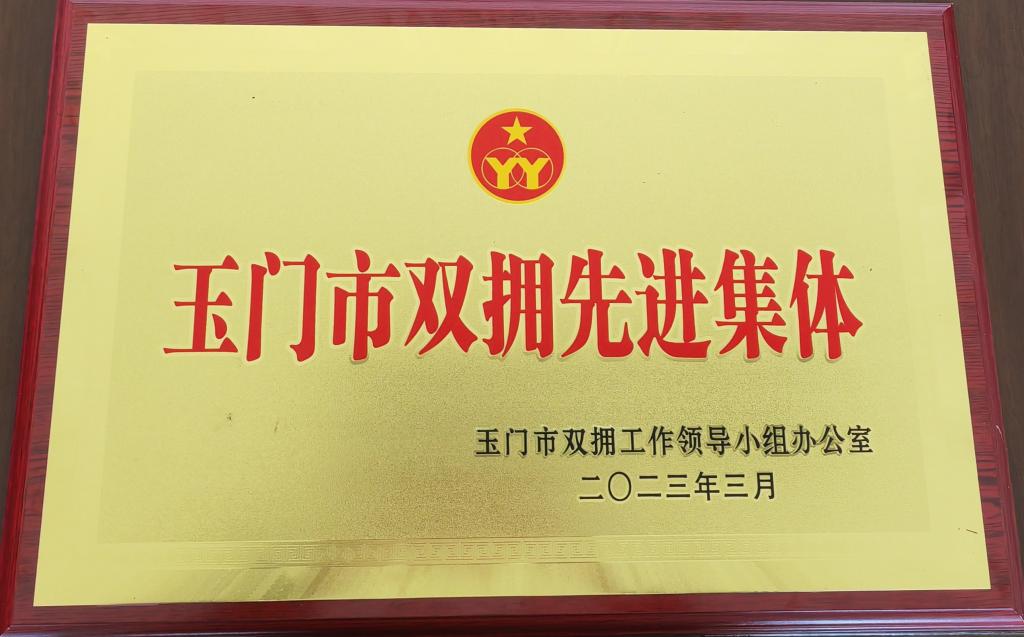 YY
玉门市双拥先进集体
玉门市双拥工作领导小组办公室
二〇二三年三月